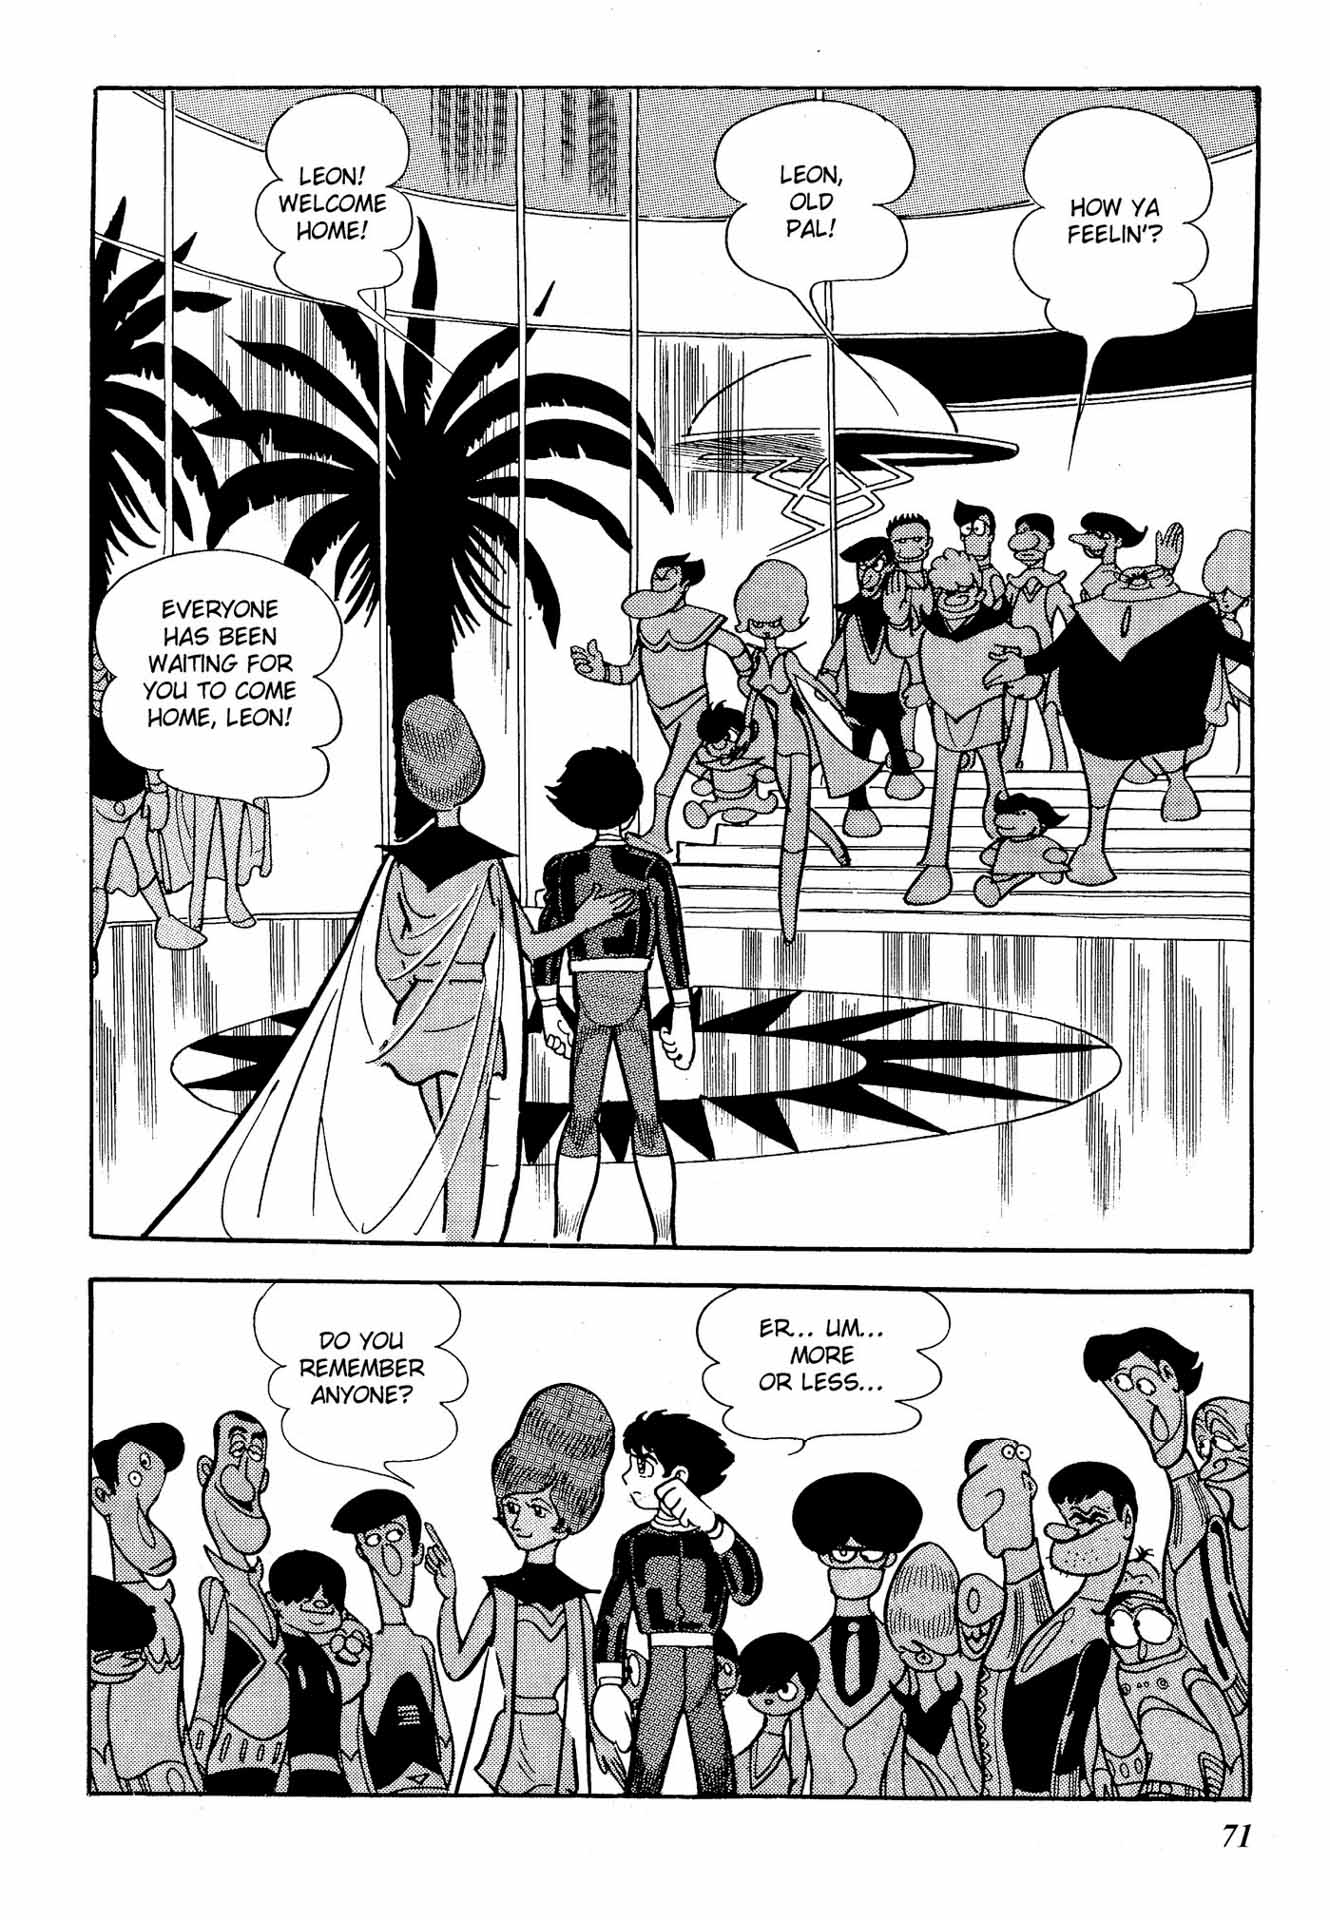 LEON!
WELCOME
HOME!
LEON,
OLD
PAL!
HOW YA
FEELIN'?
EVERYONE
HAS BEEN
WAITING FOR
YOU TO COME
HOME, LEON!
DO YOU
REMEMBER
ANYONE?
ER... UM...
MORE
OR LESS...
71